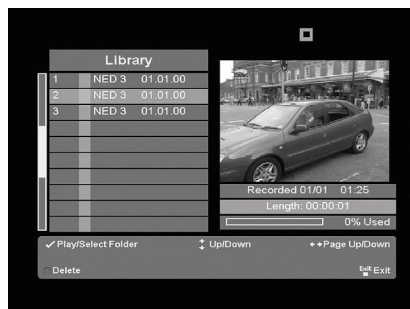 Library
1 NED 3 01.01.00
2 NED 3 01.01.00
3 NED 3 01.01.00
Recorded 01/01 01:25
Length: 00:00:01
0% Used
Play/Select Folder Up/Down Page Up/Down
Delete Exit Exit